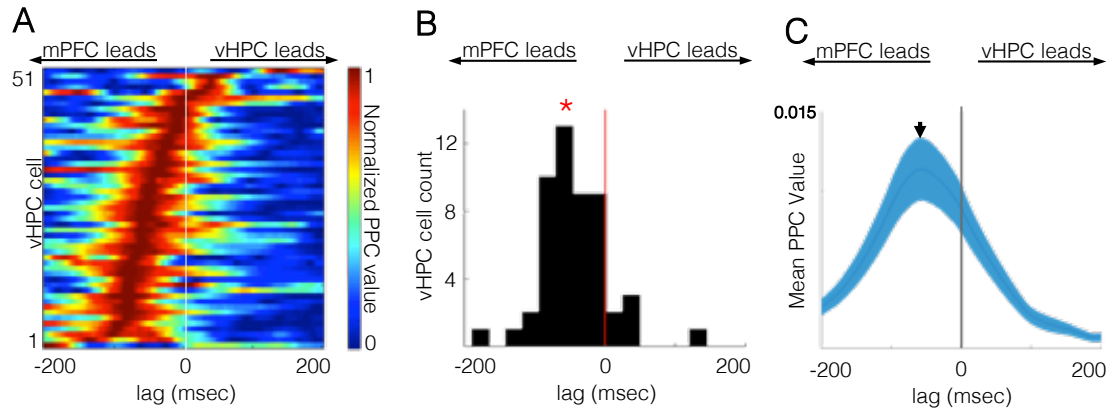 A
mPFC leads
vHPC leads
51
vHPC cell
1
-200
0
200
lag (msec)
1
Normalized PPC value
0
B
mPFC leads
vHPC leads
*
12
8
4
vHPC cell count
-200
0
200
lag (msec)
C
mPFC leads
vHPC leads
0.015
Mean PPC Value
-200
0
200
lag (msec)